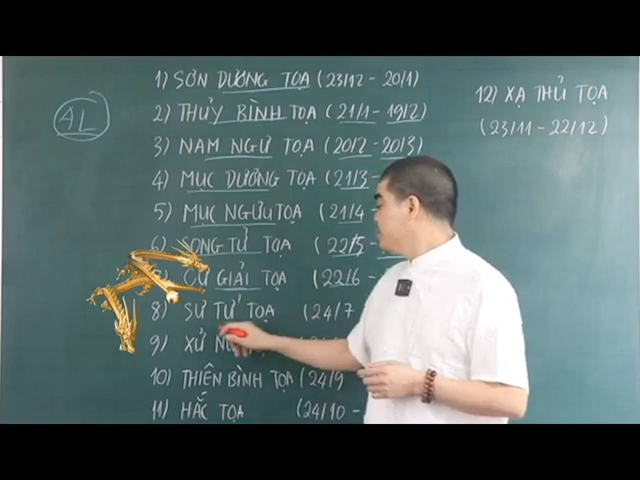 AL
1) SƠN DƯƠNG TỌA (23/12 - 20/1)
2) THỦY BÌNH TỌA (21/1 - 19/2)
3) NAM NGƯ TỌA (20/2 - 20/3)
4) MỤC DƯƠNG TỌA (21/3 -
5) MỤC NGƯU TỌA (21/4 -
6) SONG TỬ TỌA (22/5 -
7) CỰ GIẢI TỌA (22/6 -
8) SƯ TỬ TỌA (24/7
9) XỬ
10) THIÊN BÌNH TỌA (24/9
11) HẮC TỌA (24/10 -
12) XẠ THỦ TỌA
(23/11 - 22/12)